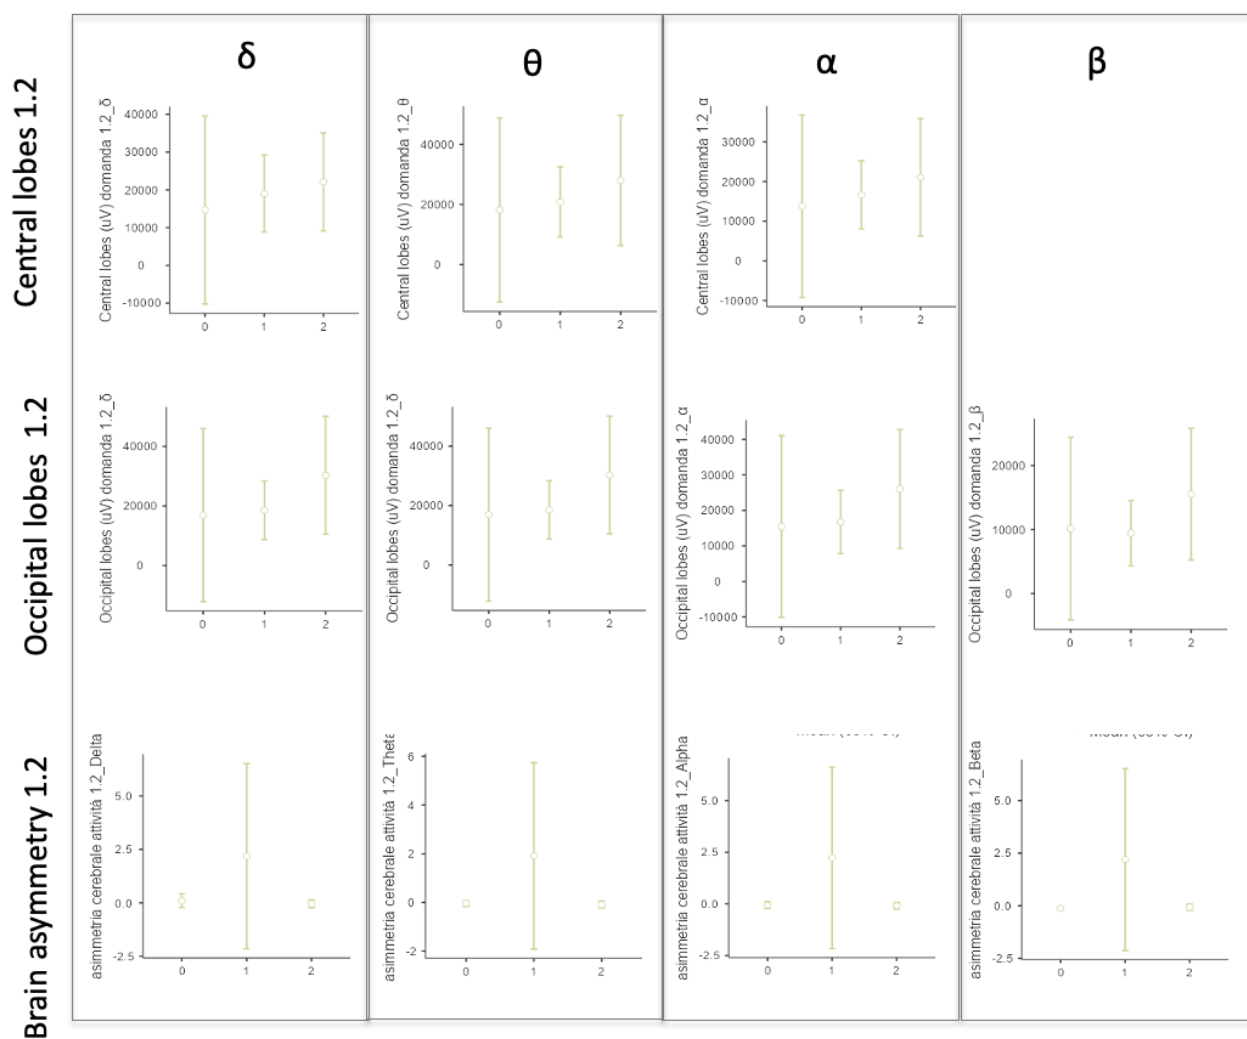 δ
θ
α
β
Central lobes 1.2
Central lobes (uV) domanda 1.2_δ
40000
30000
20000
10000
0
-10000
0 1 2
Central lobes (uV) domanda 1.2_θ
40000
20000
0
0 1 2
Central lobes (uV) domanda 1.2_α
30000
20000
10000
0
-10000
0 1 2
Occipital lobes 1.2
Occipital lobes (uV) domanda 1.2_δ
40000
20000
0
0 1 2
Occipital lobes (uV) domanda 1.2_δ
40000
20000
0
0 1 2
Occipital lobes (uV) domanda 1.2_α
40000
30000
20000
10000
0
-10000
0 1 2
Occipital lobes (uV) domanda 1.2_β
20000
10000
0
0 1 2
Brain asymmetry 1.2
asimmetria cerebrale attività 1.2_Delta
5.0
2.5
0.0
-2.5
0 1 2
asimmetria cerebrale attività 1.2_Theta
6
4
2
0
-2
0 1 2
asimmetria cerebrale attività 1.2_Alpha
5.0
2.5
0.0
-2.5
0 1 2
asimmetria cerebrale attività 1.2_Beta
5.0
2.5
0.0
-2.5
0 1 2